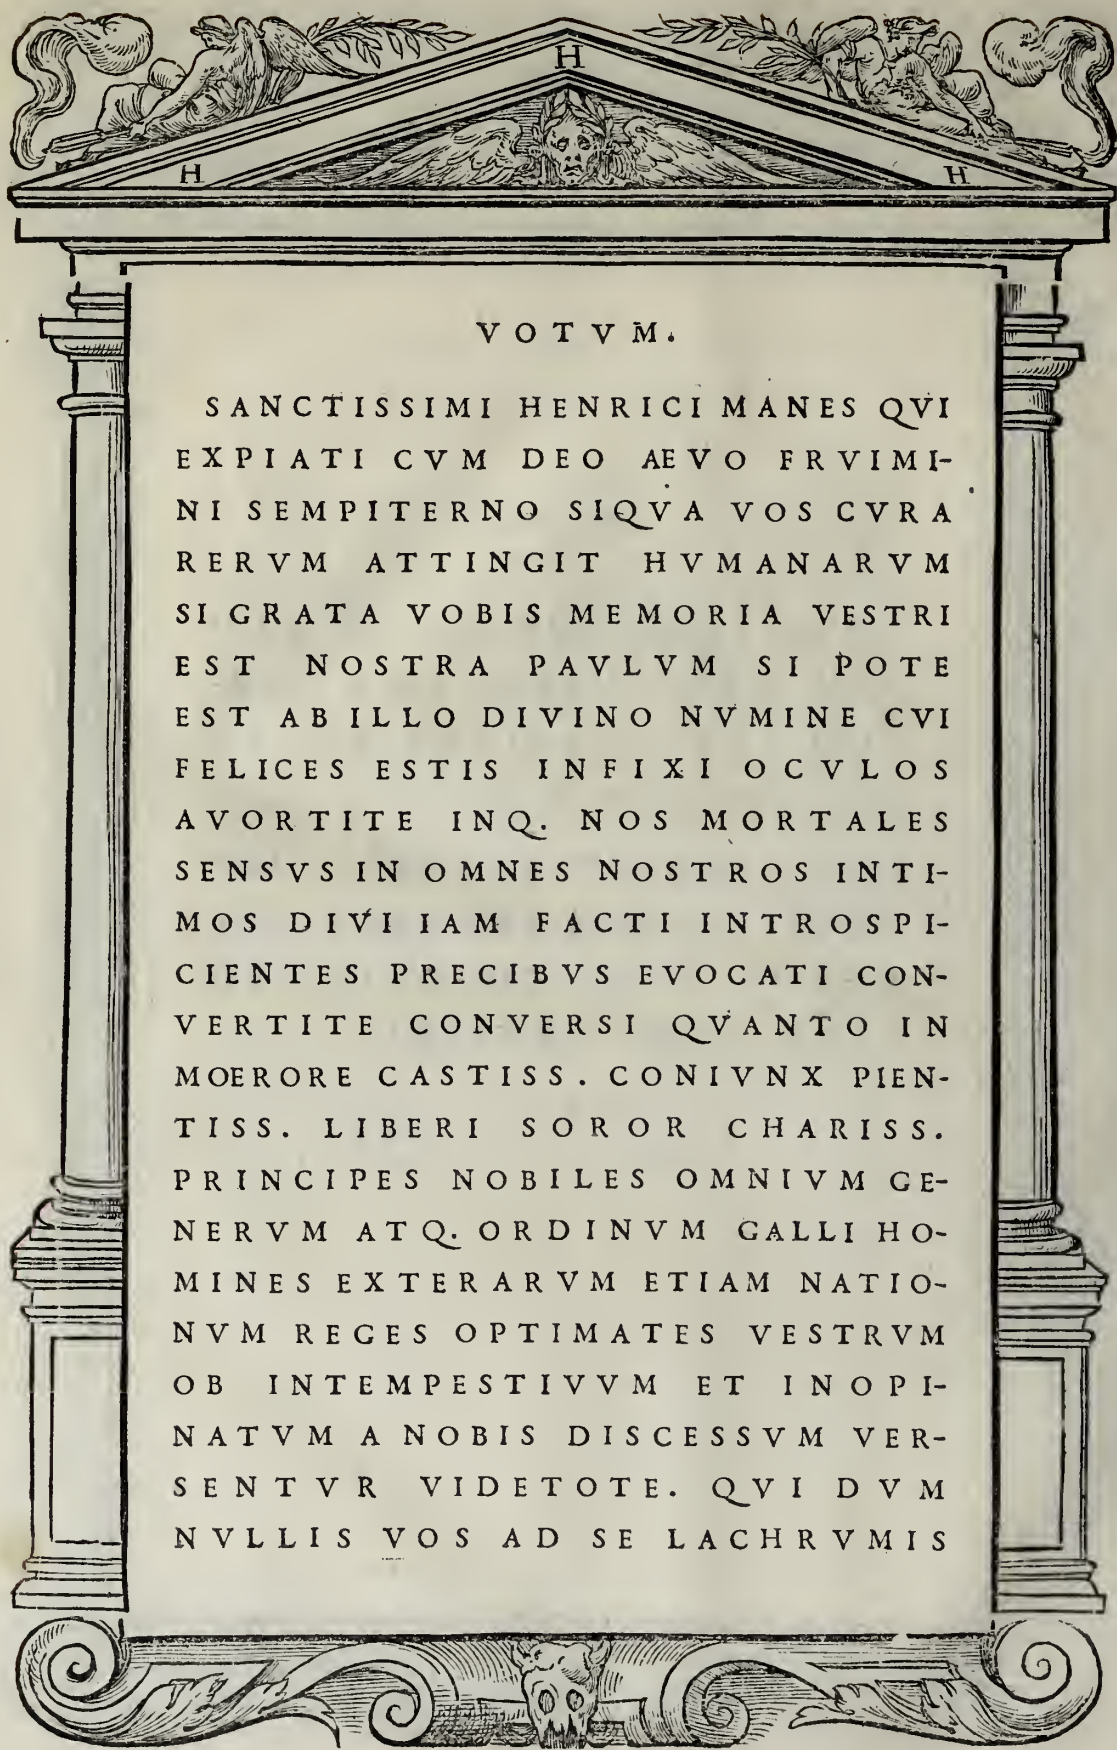 H
H H
VOTVM.
SANCTISSIMI HENRICI MANES QVI
EXPIATI CVM DEO AEVO FRVIMI-
NI SEMPITERNO SIQVA VOS CVRA
RERVM ATTINGIT HVMANARVM
SI GRATA VOBIS MEMORIA VESTRI
EST NOSTRA PAVLVM SI POTE
EST AB ILLO DIVINO NVMINE CVI
FELICES ESTIS INFIXI OCVLOS
AVORTITE INQ. NOS MORTALES
SENSVS IN OMNES NOSTROS INTI-
MOS DIVI IAM FACTI INTROSPI-
CIENTES PRECIBVS EVOCATI CON-
VERTITE CONVERSI QVANTO IN
MOERORE CASTISS. CONIVNX PIEN-
TISS. LIBERI SOROR CHARISS.
PRINCIPES NOBILES OMNIVM GE-
NERVM ATQ. ORDINVM GALLI HO-
MINES EXTERARVM ETIAM NATIO-
NVM REGES OPTIMATES VESTRVM
OB INTEMPESTIVVM ET INOPI-
NATVM A NOBIS DISCESSVM VER-
SENTVR VIDETOTE. QVI DVM
NVLLIS VOS AD SE LACHRVMIS